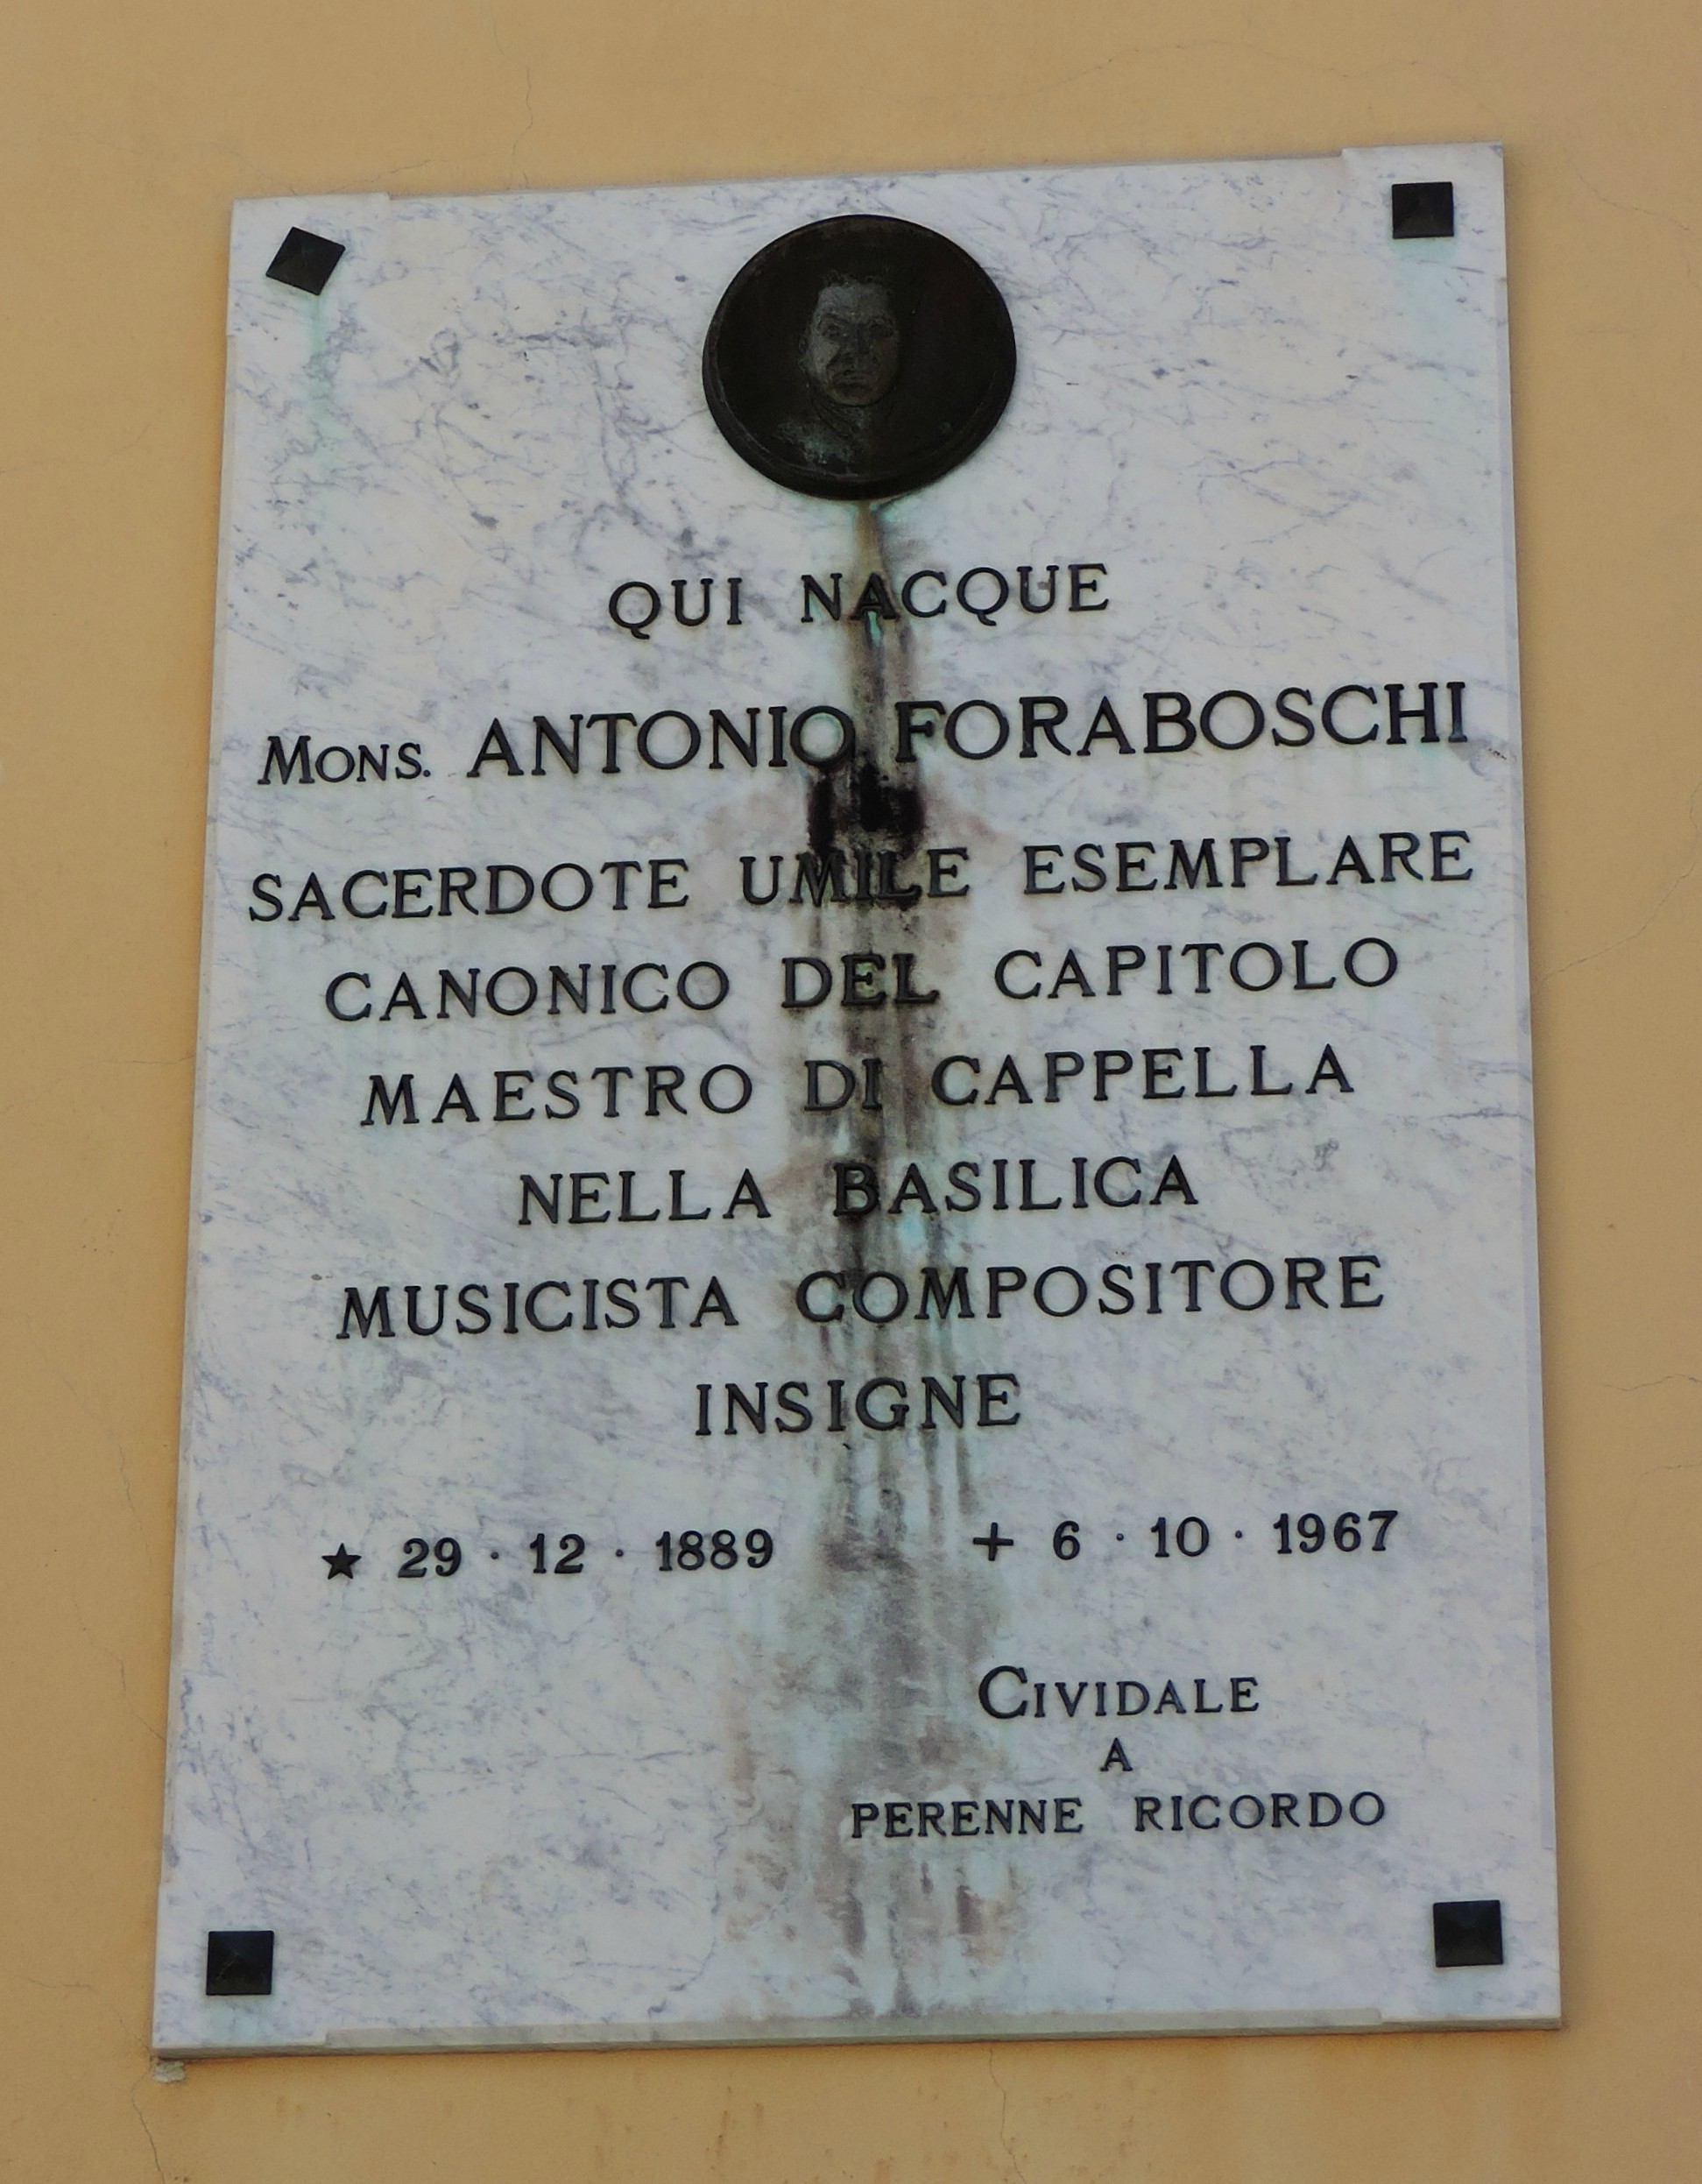 QUI NACQUE
MONS. ANTONIO FORABOSCHI
SACERDOTE UMILE ESEMPLARE
CANONICO DEL CAPITOLO
MAESTRO DI CAPPELLA
NELLA BASILICA
MUSICISTA COMPOSITORE
INSIGNE
★ 29 · 12 · 1889 + 6 · 10 · 1967
CIVIDALE
A
PERENNE RICORDO